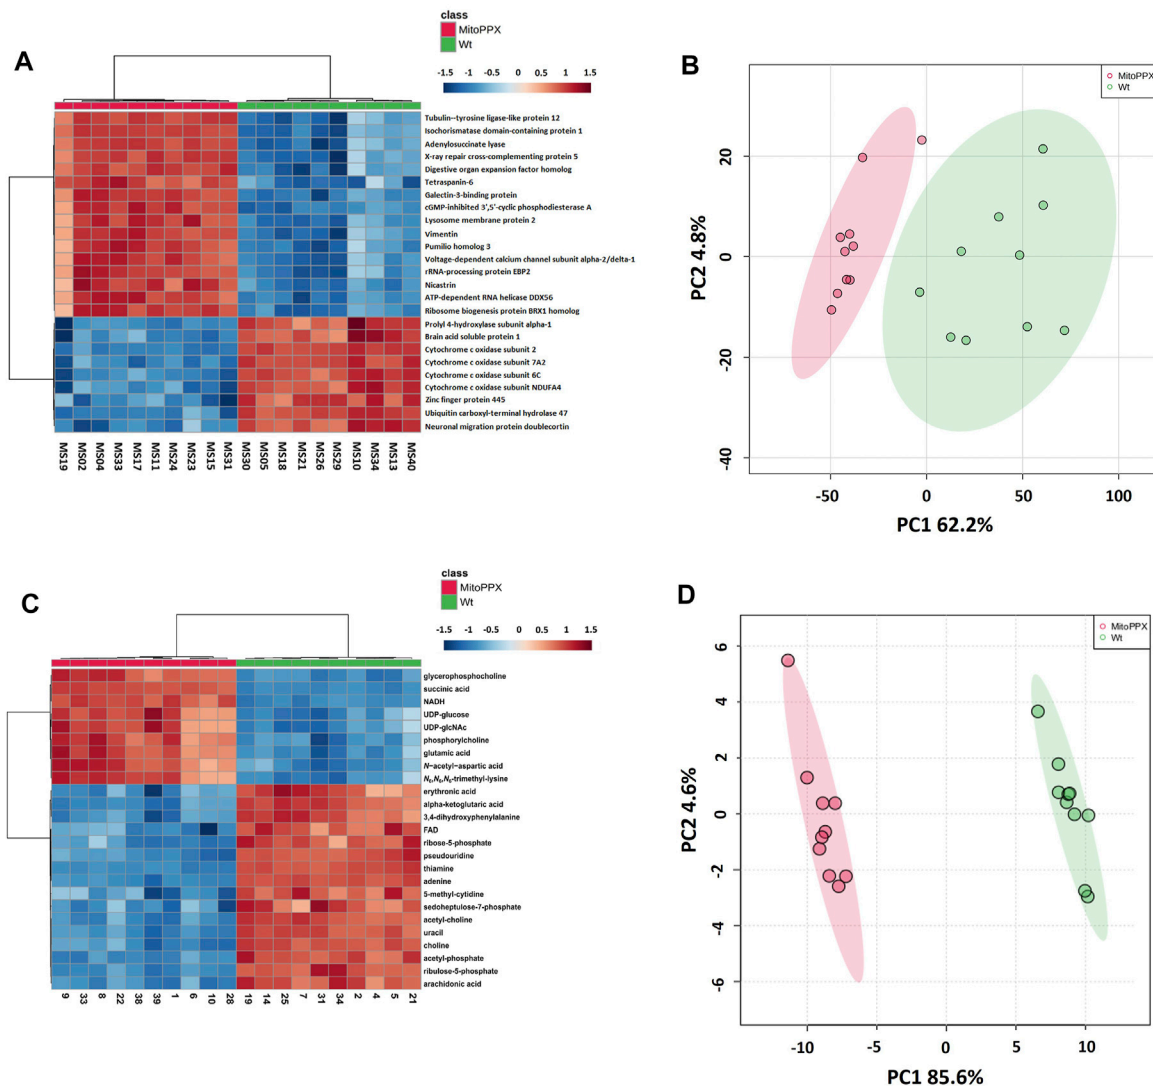 A
class
MitoPPX
Wt
-1.5 -1 -0.5 0 0.5 1 1.5
Tubulin--tyrosine ligase-like protein 12
Isochorismatase domain-containing protein 1
Adenylosuccinate lyase
X-ray repair cross-complementing protein 5
Digestive organ expansion factor homolog
Tetraspanin-6
Galectin-3-binding protein
cGMP-inhibited 3',5'-cyclic phosphodiesterase A
Lysosome membrane protein 2
Vimentin
Pumilio homolog 3
Voltage-dependent calcium channel subunit alpha-2/delta-1
rRNA-processing protein EBP2
Nicastrin
ATP-dependent RNA helicase DDX56
Ribosome biogenesis protein BRX1 homolog
Prolyl 4-hydroxylase subunit alpha-1
Brain acid soluble protein 1
Cytochrome c oxidase subunit 2
Cytochrome c oxidase subunit 7A2
Cytochrome c oxidase subunit 6C
Cytochrome c oxidase subunit NDUFA4
Zinc finger protein 445
Ubiquitin carboxyl-terminal hydrolase 47
Neuronal migration protein doublecortin
MS19 MS02 MS04 MS33 MS17 MS11 MS24 MS23 MS15 MS31 MS30 MS05 MS18 MS21 MS26 MS29 MS10 MS34 MS13 MS40
B
MitoPPX
Wt
PC2 4.8%
20
0
-20
-40
-50 0 50 100
PC1 62.2%
C
class
MitoPPX
Wt
-1.5 -1 -0.5 0 0.5 1 1.5
glycerophosphocholine
succinic acid
NADH
UDP-glucose
UDP-glcNAc
phosphorylcholine
glutamic acid
N-acetyl-aspartic acid
N₆,N₆,N₆-trimethyl-lysine
erythronic acid
alpha-ketoglutaric acid
3,4-dihydroxyphenylalanine
FAD
ribose-5-phosphate
pseudouridine
thiamine
adenine
5-methyl-cytidine
sedoheptulose-7-phosphate
acetyl-choline
uracil
choline
acetyl-phosphate
ribulose-5-phosphate
arachidonic acid
9 33 8 22 38 39 1 6 10 28 19 14 25 7 31 34 2 4 5 21
D
MitoPPX
Wt
PC2 4.6%
6
4
2
0
-2
-4
-6
-10 -5 0 5 10
PC1 85.6%